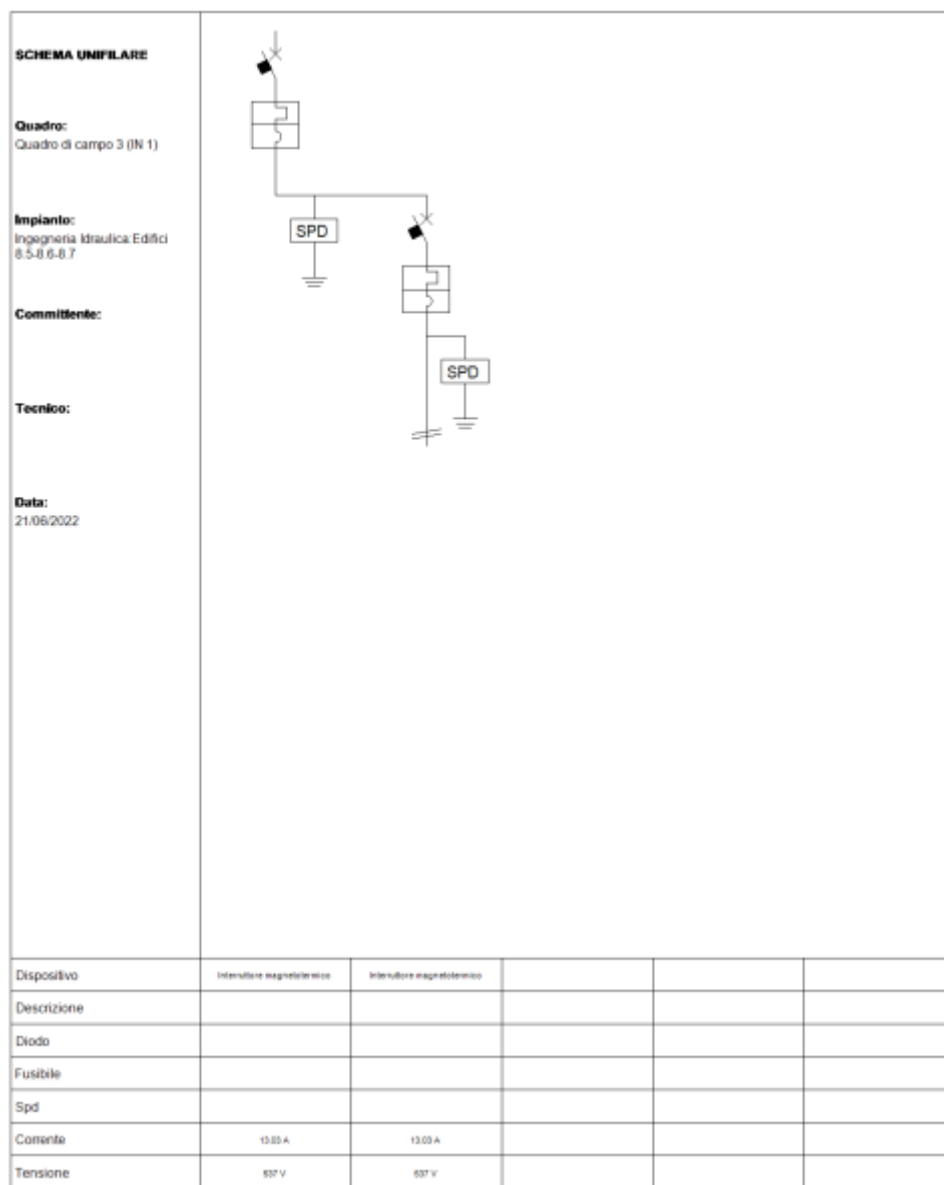 SCHEMA UNIFILARE
Quadro:
Quadro di campo 3 (IN 1)
Impianto:
Ingegneria Idraulica Edifici
8.5-8.6-8.7
Committente:
Tecnico:
Data:
21/06/2022
SPD
SPD
Dispositivo Interruttore magnetotermico Interruttore magnetotermico
Descrizione
Diodo
Fusibile
Spd
Corrente 13.03 A 13.03 A
Tensione 637 V 637 V